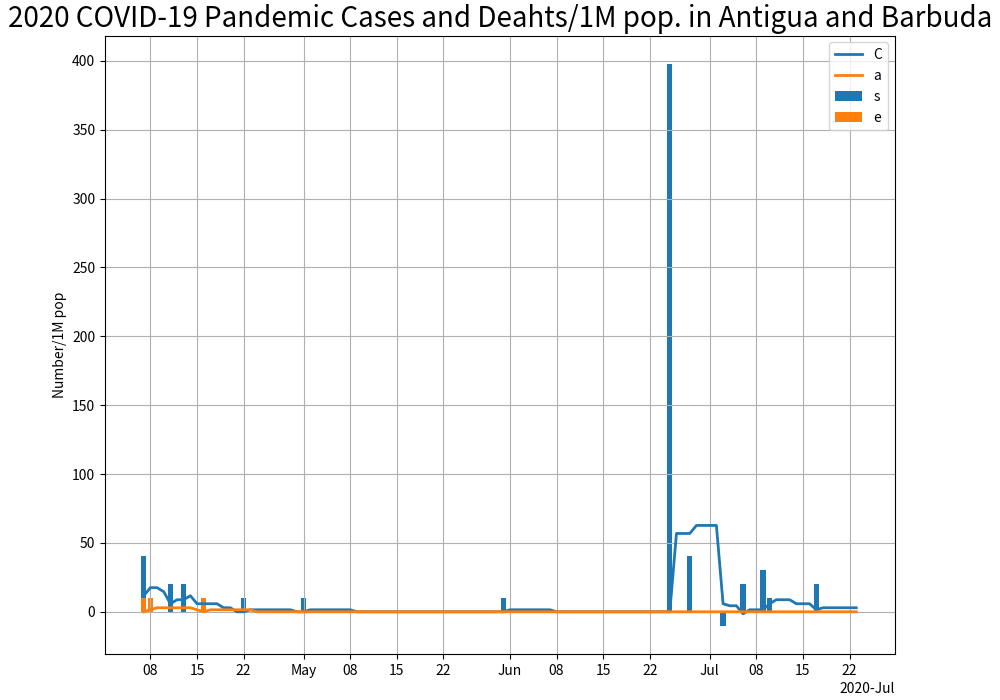 2020 COVID-19 Pandemic Cases and Deahts/1M pop. in Antigua and Barbuda
C
a
s
e
Number/1M pop
400
350
300
250
200
150
100
50
0
08 15 22 May 08 15 22 Jun 08 15 22 Jul 08 15 22
2020-Jul